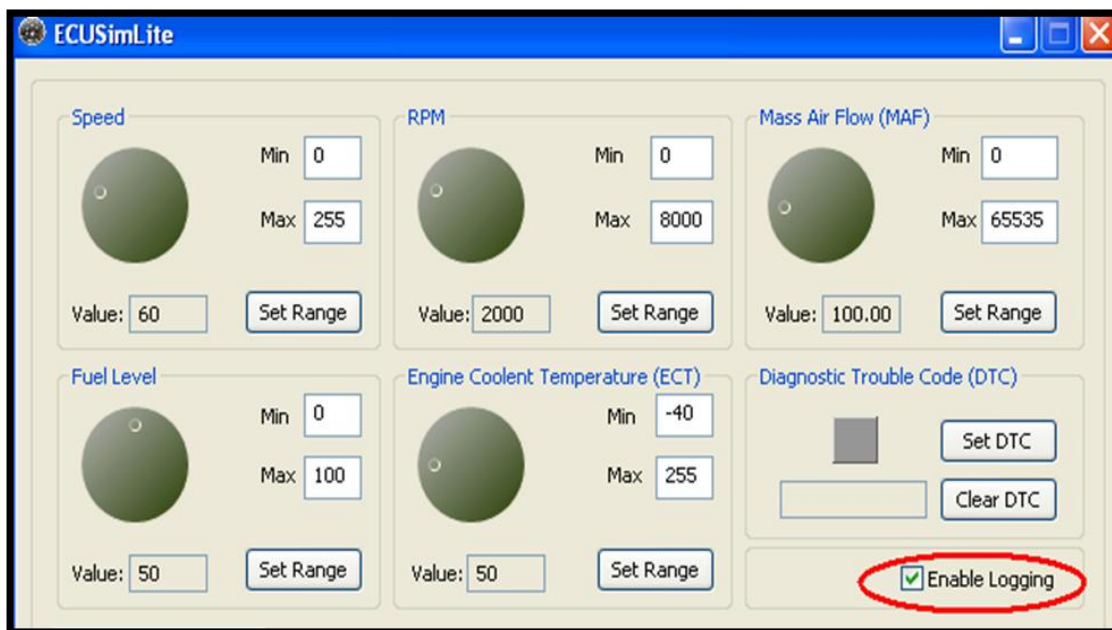 ECUSimLite
Speed
Min 0
Max 255
Value: 60 Set Range
RPM
Min 0
Max 8000
Value: 2000 Set Range
Mass Air Flow (MAF)
Min 0
Max 65535
Value: 100.00 Set Range
Fuel Level
Min 0
Max 100
Value: 50 Set Range
Engine Coolent Temperature (ECT)
Min -40
Max 255
Value: 50 Set Range
Diagnostic Trouble Code (DTC)
Set DTC
Clear DTC
Enable Logging